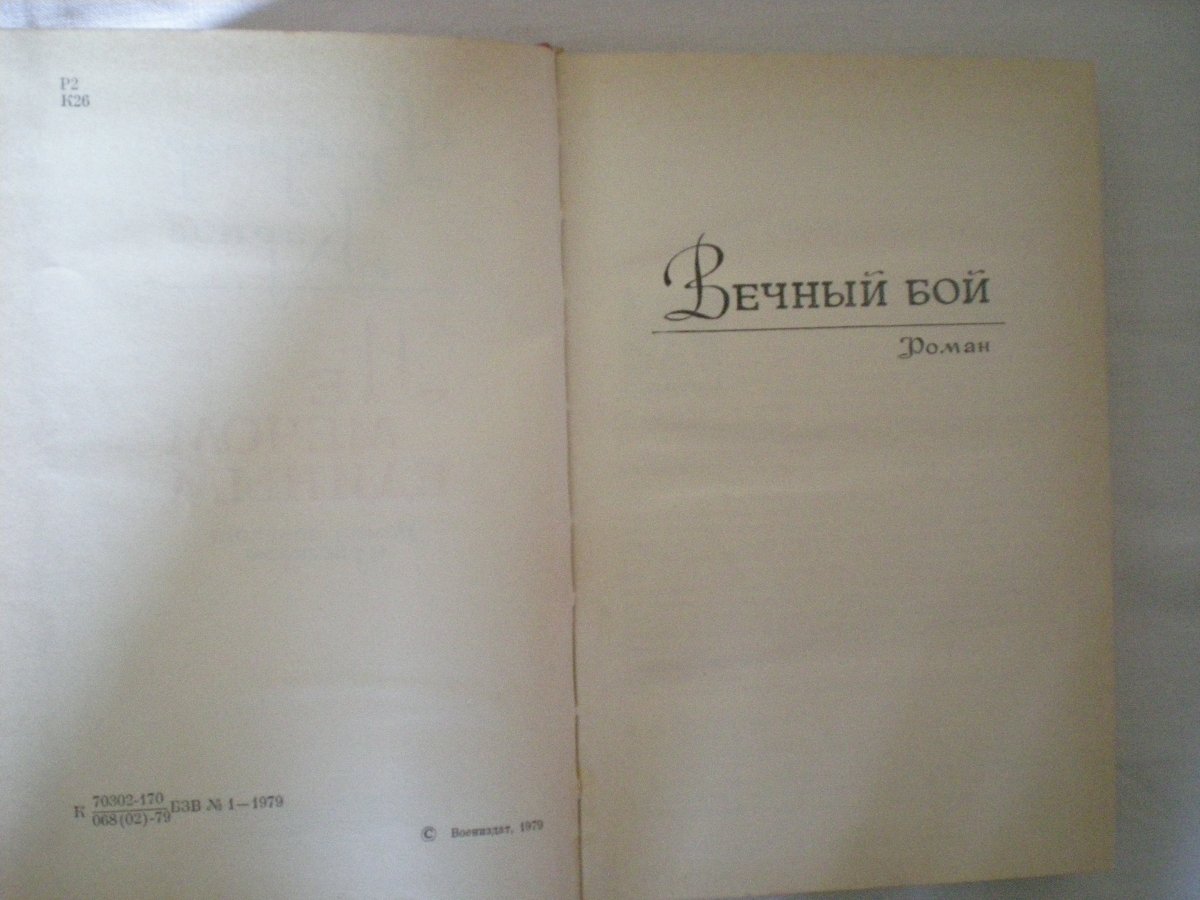 Р2
К26
К 70302-170
068(02)-79 БЗВ № 1—1979
© Воениздат, 1979
Вечный бой
Роман